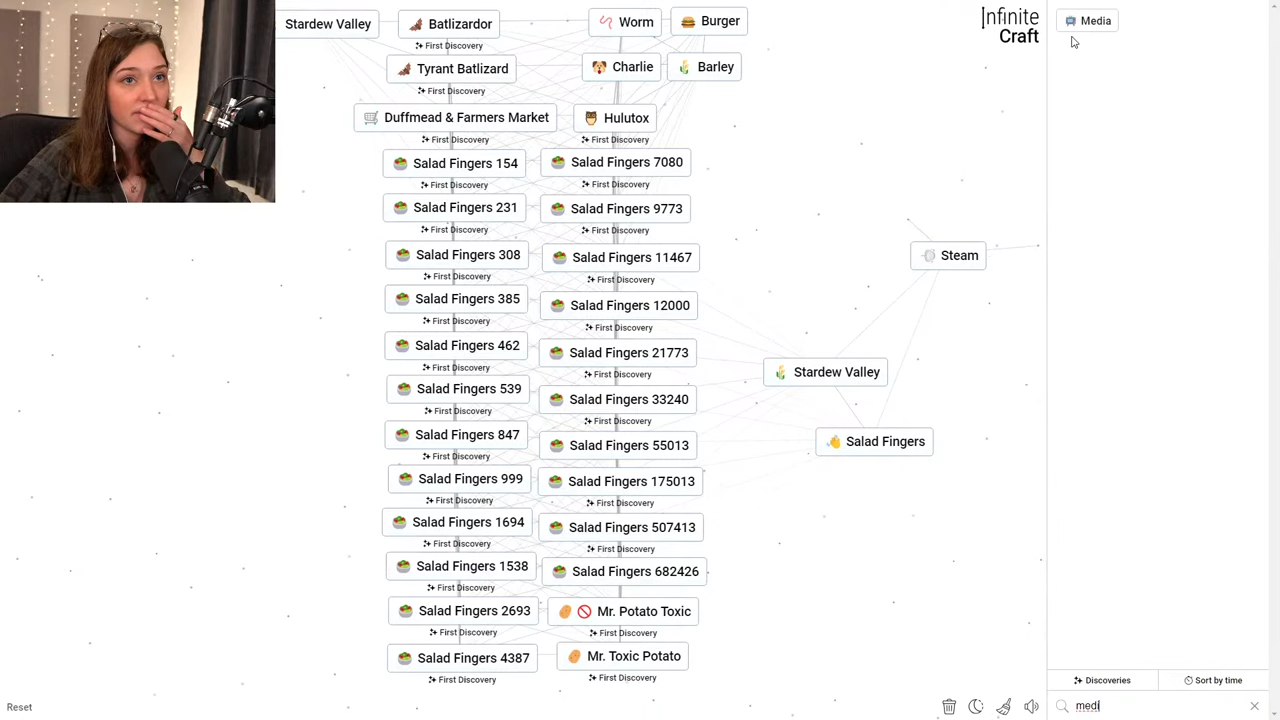 Stardew Valley
Batlizardor
First Discovery
Tyrant Batlizard
First Discovery
Duffmead & Farmers Market
First Discovery
Salad Fingers 154
First Discovery
Salad Fingers 231
First Discovery
Salad Fingers 308
First Discovery
Salad Fingers 385
First Discovery
Salad Fingers 462
First Discovery
Salad Fingers 539
First Discovery
Salad Fingers 847
First Discovery
Salad Fingers 999
First Discovery
Salad Fingers 1694
First Discovery
Salad Fingers 1538
First Discovery
Salad Fingers 2693
First Discovery
Salad Fingers 4387
First Discovery
Worm
Burger
Charlie
Barley
Hulutox
First Discovery
Salad Fingers 7080
First Discovery
Salad Fingers 9773
First Discovery
Salad Fingers 11467
First Discovery
Salad Fingers 12000
First Discovery
Salad Fingers 21773
First Discovery
Salad Fingers 33240
First Discovery
Salad Fingers 55013
First Discovery
Salad Fingers 175013
First Discovery
Salad Fingers 507413
First Discovery
Salad Fingers 682426
First Discovery
Mr. Potato Toxic
First Discovery
Mr. Toxic Potato
First Discovery
Steam
Stardew Valley
Salad Fingers
Infinite
Craft
Media
Reset
Discoveries
Sort by time
medi